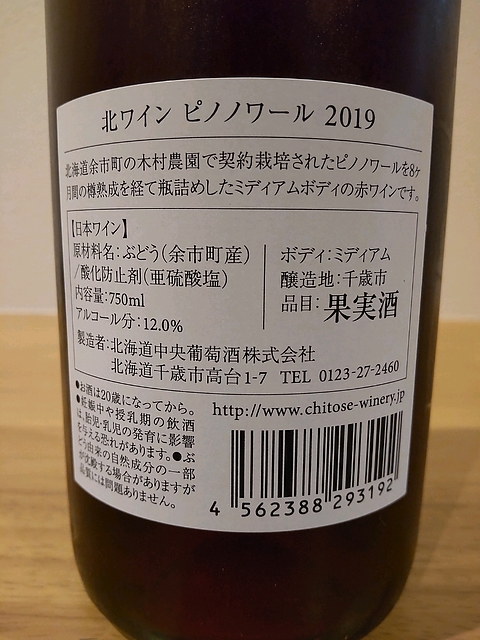 北ワイン ピノノワール 2019
北海道余市町の木村農園で契約栽培されたピノノワールを8ヶ
月間の樽熟成を経て瓶詰めしたミディアムボディの赤ワインです。
【日本ワイン】
原材料名:ぶどう(余市町産)
/酸化防止剤(亜硫酸塩)
内容量:750ml
アルコール分:12.0%
ボディ:ミディアム
醸造地:千歳市
品目:果実酒
製造者:北海道中央葡萄酒株式会社
北海道千歳市高台1-7 TEL 0123-27-2460
●お酒は20歳になってから。
●妊娠中や授乳期の飲酒
は、胎児・乳児の発育に影響
を与える恐れがあります。●ぶ
どう由来の自然成分の一部
が沈殿する場合がありますが
品質には問題ありません。
http://www.chitose-winery.jp
4 562388 293192